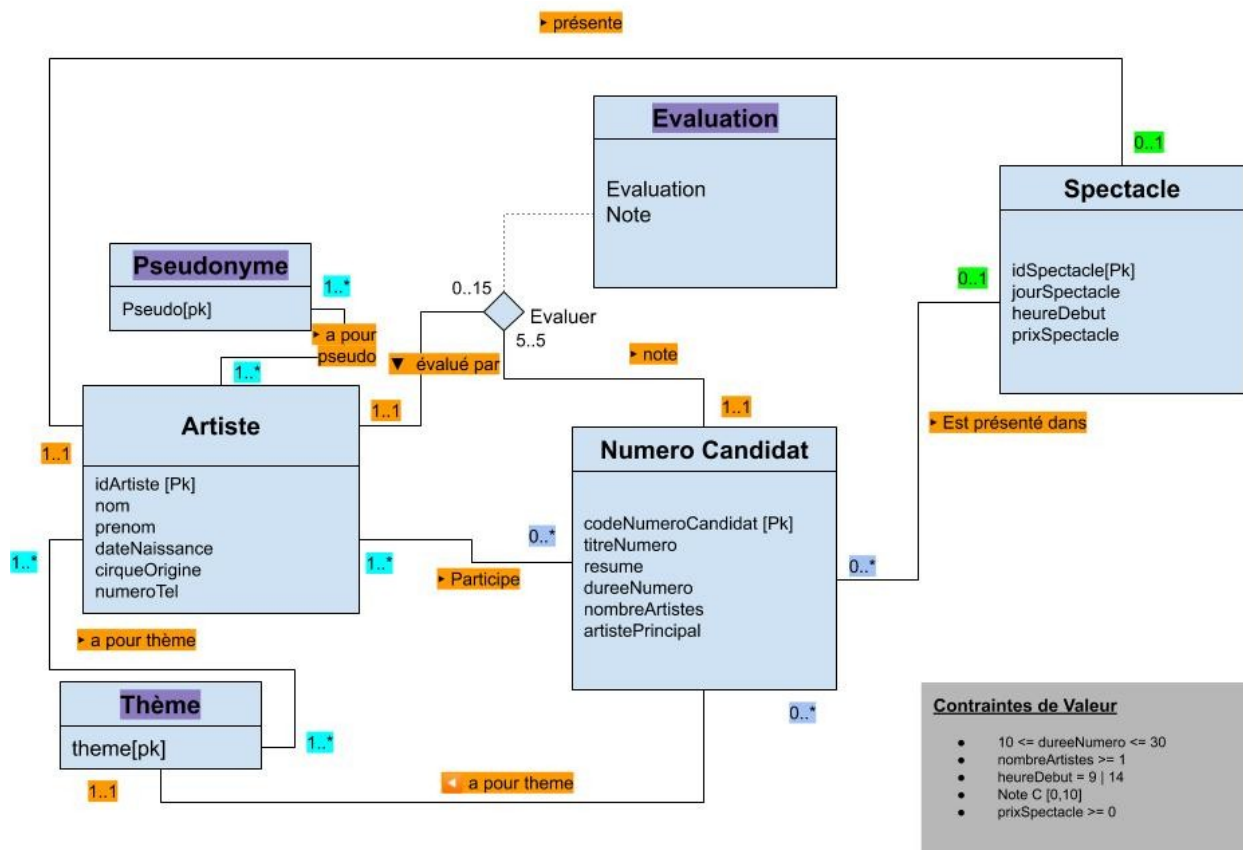 ▸ présente
Evaluation
Evaluation
Note
0..1
Spectacle
idSpectacle[Pk]
jourSpectacle
heureDebut
prixSpectacle
0..1
Pseudonyme
Pseudo[pk]
1..*
▸ a pour
pseudo
1..*
0..15
Evaluer
5..5
▼ évalué par
▸ note
1..1
1..1
1..1
Artiste
idArtiste [Pk]
nom
prenom
dateNaissance
cirqueOrigine
numeroTel
Numero Candidat
codeNumeroCandidat [Pk]
titreNumero
resume
dureeNumero
nombreArtistes
artistePrincipal
▸ Est présenté dans
0..*
0..*
1..*
1..*
▸ Participe
▸ a pour thème
Thème
theme[pk]
1..*
1..1
◀ a pour theme
0..*
Contraintes de Valeur
● 10 <= dureeNumero <= 30
● nombreArtistes >= 1
● heureDebut = 9 | 14
● Note C [0,10]
● prixSpectacle >= 0